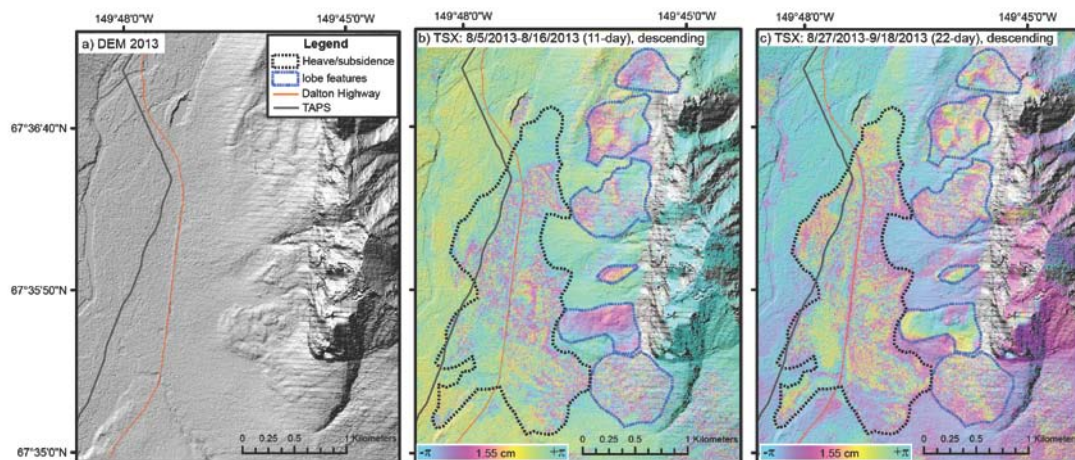 149°48'0"W
149°45'0"W
149°48'0"W
149°45'0"W
149°48'0"W
149°45'0"W
a) DEM 2013
Legend
Heave/subsidence
lobe features
Dalton Highway
TAPS
b) TSX: 8/5/2013-8/16/2013 (11-day), descending
c) TSX: 8/27/2013-9/18/2013 (22-day), descending
67°36'40"N
67°35'50"N
67°35'0"N
0 0.25 0.5 1 Kilometers
-π 1.55 cm +π
0 0.25 0.5 1 Kilometers
-π 1.55 cm +π
0 0.25 0.5 1 Kilometers